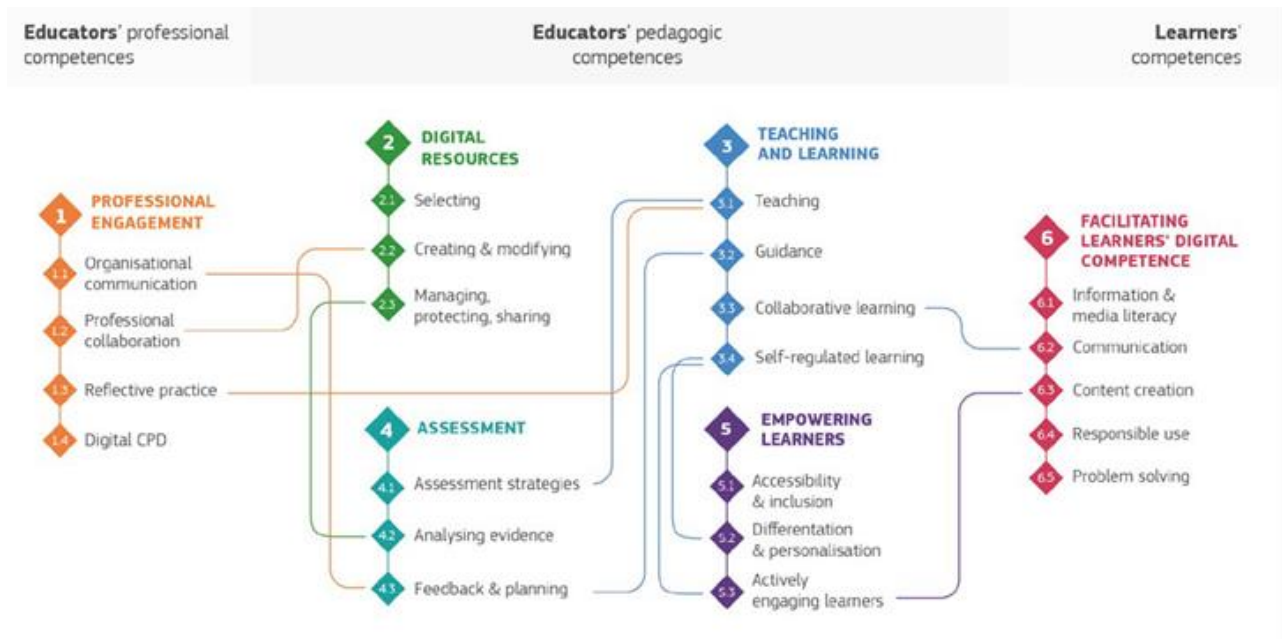 Educators' professional
competences
Educators' pedagogic
competences
Learners'
competences
1
PROFESSIONAL
ENGAGEMENT
1.1
Organisational
communication
1.2
Professional
collaboration
1.3
Reflective practice
1.4
Digital CPD
2
DIGITAL
RESOURCES
2.1
Selecting
2.2
Creating & modifying
2.3
Managing,
protecting, sharing
4
ASSESSMENT
4.1
Assessment strategies
4.2
Analysing evidence
4.3
Feedback & planning
3
TEACHING
AND LEARNING
3.1
Teaching
3.2
Guidance
3.3
Collaborative learning
3.4
Self-regulated learning
5
EMPOWERING
LEARNERS
5.1
Accessibility
& inclusion
5.2
Differentation
& personalisation
5.3
Actively
engaging learners
6
FACILITATING
LEARNERS' DIGITAL
COMPETENCE
6.1
Information &
media literacy
6.2
Communication
6.3
Content creation
6.4
Responsible use
6.5
Problem solving